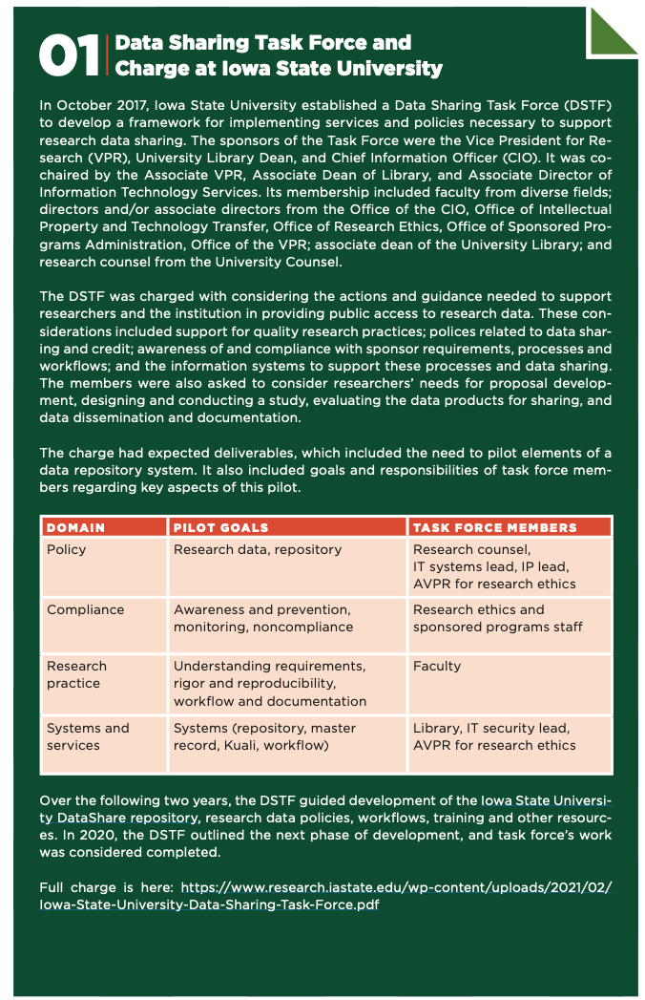 01
Data Sharing Task Force and
Charge at Iowa State University
In October 2017, Iowa State University established a Data Sharing Task Force (DSTF)
to develop a framework for implementing services and policies necessary to support
research data sharing. The sponsors of the Task Force were the Vice President for Re-
search (VPR), University Library Dean, and Chief Information Officer (CIO). It was co-
chaired by the Associate VPR, Associate Dean of Library, and Associate Director of
Information Technology Services. Its membership included faculty from diverse fields;
directors and/or associate directors from the Office of the CIO, Office of Intellectual
Property and Technology Transfer, Office of Research Ethics, Office of Sponsored Pro-
grams Administration, Office of the VPR; associate dean of the University Library; and
research counsel from the University Counsel.
The DSTF was charged with considering the actions and guidance needed to support
researchers and the institution in providing public access to research data. These con-
siderations included support for quality research practices; polices related to data shar-
ing and credit; awareness of and compliance with sponsor requirements, processes and
workflows; and the information systems to support these processes and data sharing.
The members were also asked to consider researchers' needs for proposal develop-
ment, designing and conducting a study, evaluating the data products for sharing, and
data dissemination and documentation.
The charge had expected deliverables, which included the need to pilot elements of a
data repository system. It also included goals and responsibilities of task force mem-
bers regarding key aspects of this pilot.
DOMAIN PILOT GOALS TASK FORCE MEMBERS
Policy Research data, repository Research counsel,
IT systems lead, IP lead,
AVPR for research ethics
Compliance Awareness and prevention, Research ethics and
monitoring, noncompliance sponsored programs staff
Research Understanding requirements, Faculty
practice rigor and reproducibility,
workflow and documentation
Systems and Systems (repository, master Library, IT security lead,
services record, Kuali, workflow) AVPR for research ethics
Over the following two years, the DSTF guided development of the Iowa State Universi-
ty DataShare repository, research data policies, workflows, training and other resourc-
es. In 2020, the DSTF outlined the next phase of development, and task force's work
was considered completed.
Full charge is here: https://www.research.iastate.edu/wp-content/uploads/2021/02/
Iowa-State-University-Data-Sharing-Task-Force.pdf